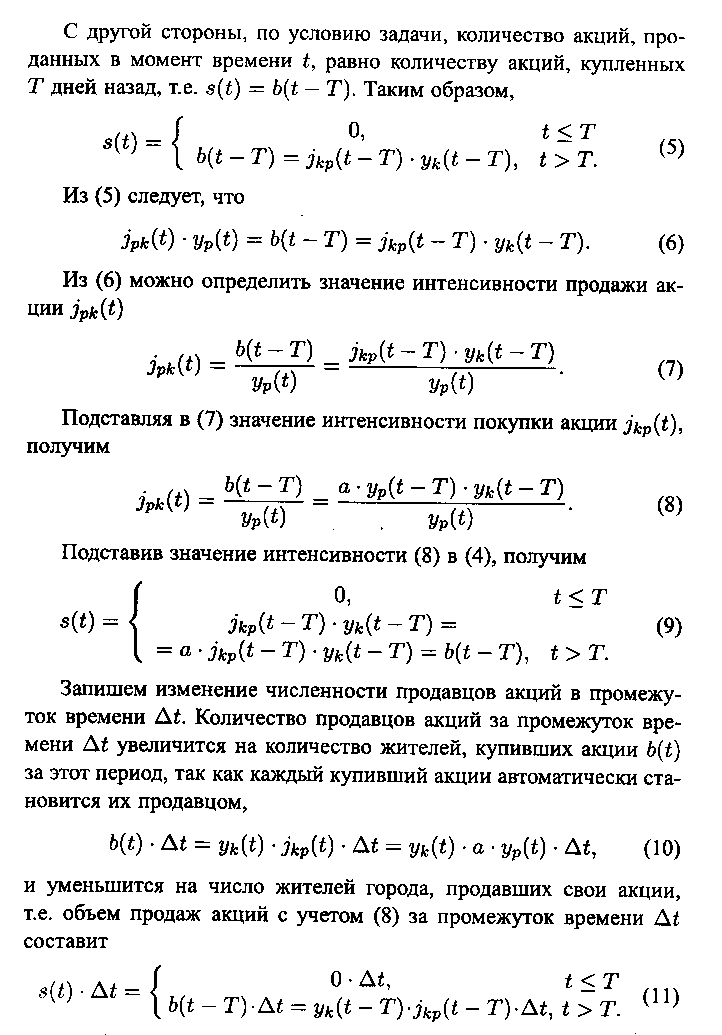 С другой стороны, по условию задачи, количество акций, про-
данных в момент времени t, равно количеству акций, купленных
T дней назад, т.е. s(t) = b(t − T). Таким образом,
s(t) = { 0, t ≤ T
b(t − T) = j_kp(t − T) · y_k(t − T), t > T. (5)
Из (5) следует, что
j_pk(t) · y_p(t) = b(t − T) = j_kp(t − T) · y_k(t − T). (6)
Из (6) можно определить значение интенсивности продажи ак-
ции j_pk(t)
j_pk(t) = b(t − T) / y_p(t) = j_kp(t − T) · y_k(t − T) / y_p(t). (7)
Подставляя в (7) значение интенсивности покупки акции j_kp(t),
получим
j_pk(t) = b(t − T) / y_p(t) = a · y_p(t − T) · y_k(t − T) / y_p(t). (8)
Подставив значение интенсивности (8) в (4), получим
s(t) = { 0, t ≤ T
j_kp(t − T) · y_k(t − T) = (9)
= a · j_kp(t − T) · y_k(t − T) = b(t − T), t > T.
Запишем изменение численности продавцов акций в промежу-
ток времени Δt. Количество продавцов акций за промежуток вре-
мени Δt увеличится на количество жителей, купивших акции b(t)
за этот период, так как каждый купивший акции автоматически ста-
новится их продавцом,
b(t) · Δt = y_k(t) · j_kp(t) · Δt = y_k(t) · a · y_p(t) · Δt, (10)
и уменьшится на число жителей города, продавших свои акции,
т.е. объем продаж акций с учетом (8) за промежуток времени Δt
составит
s(t) · Δt = { 0 · Δt, t ≤ T
b(t − T)·Δt = y_k(t − T)·j_kp(t − T)·Δt, t > T. (11)